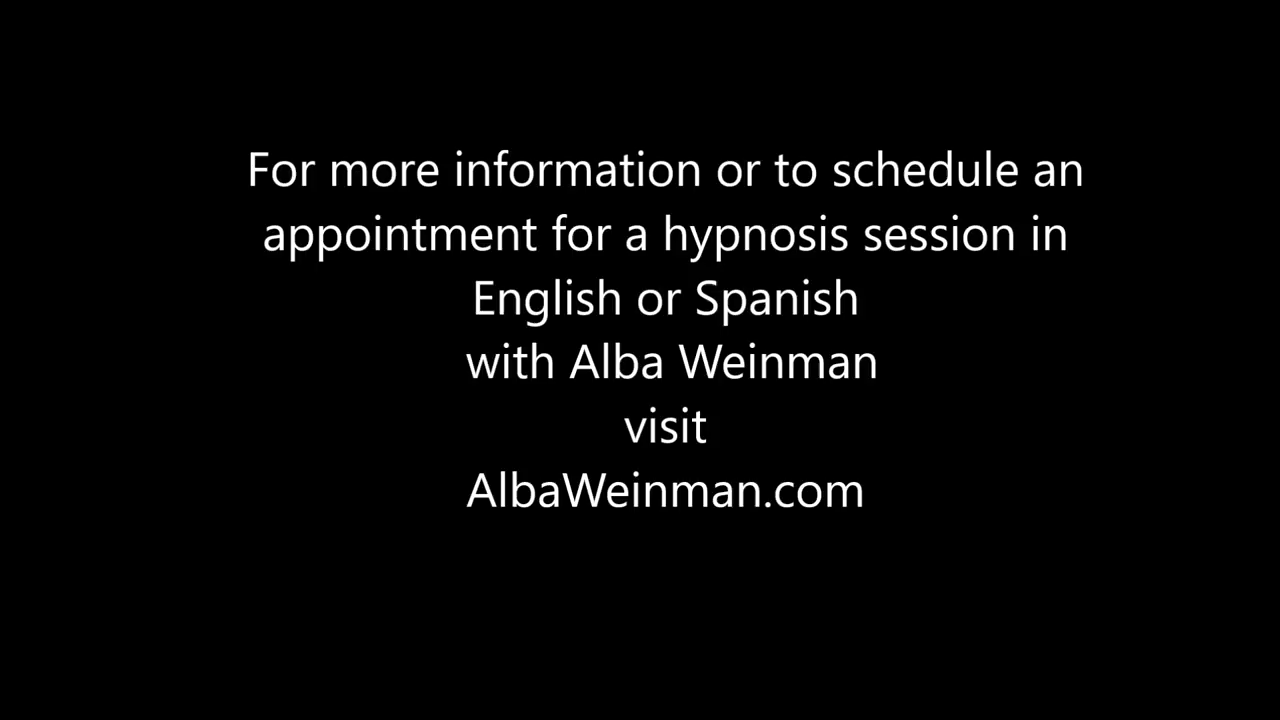 For more information or to schedule an
appointment for a hypnosis session in
English or Spanish
with Alba Weinman
visit
AlbaWeinman.com